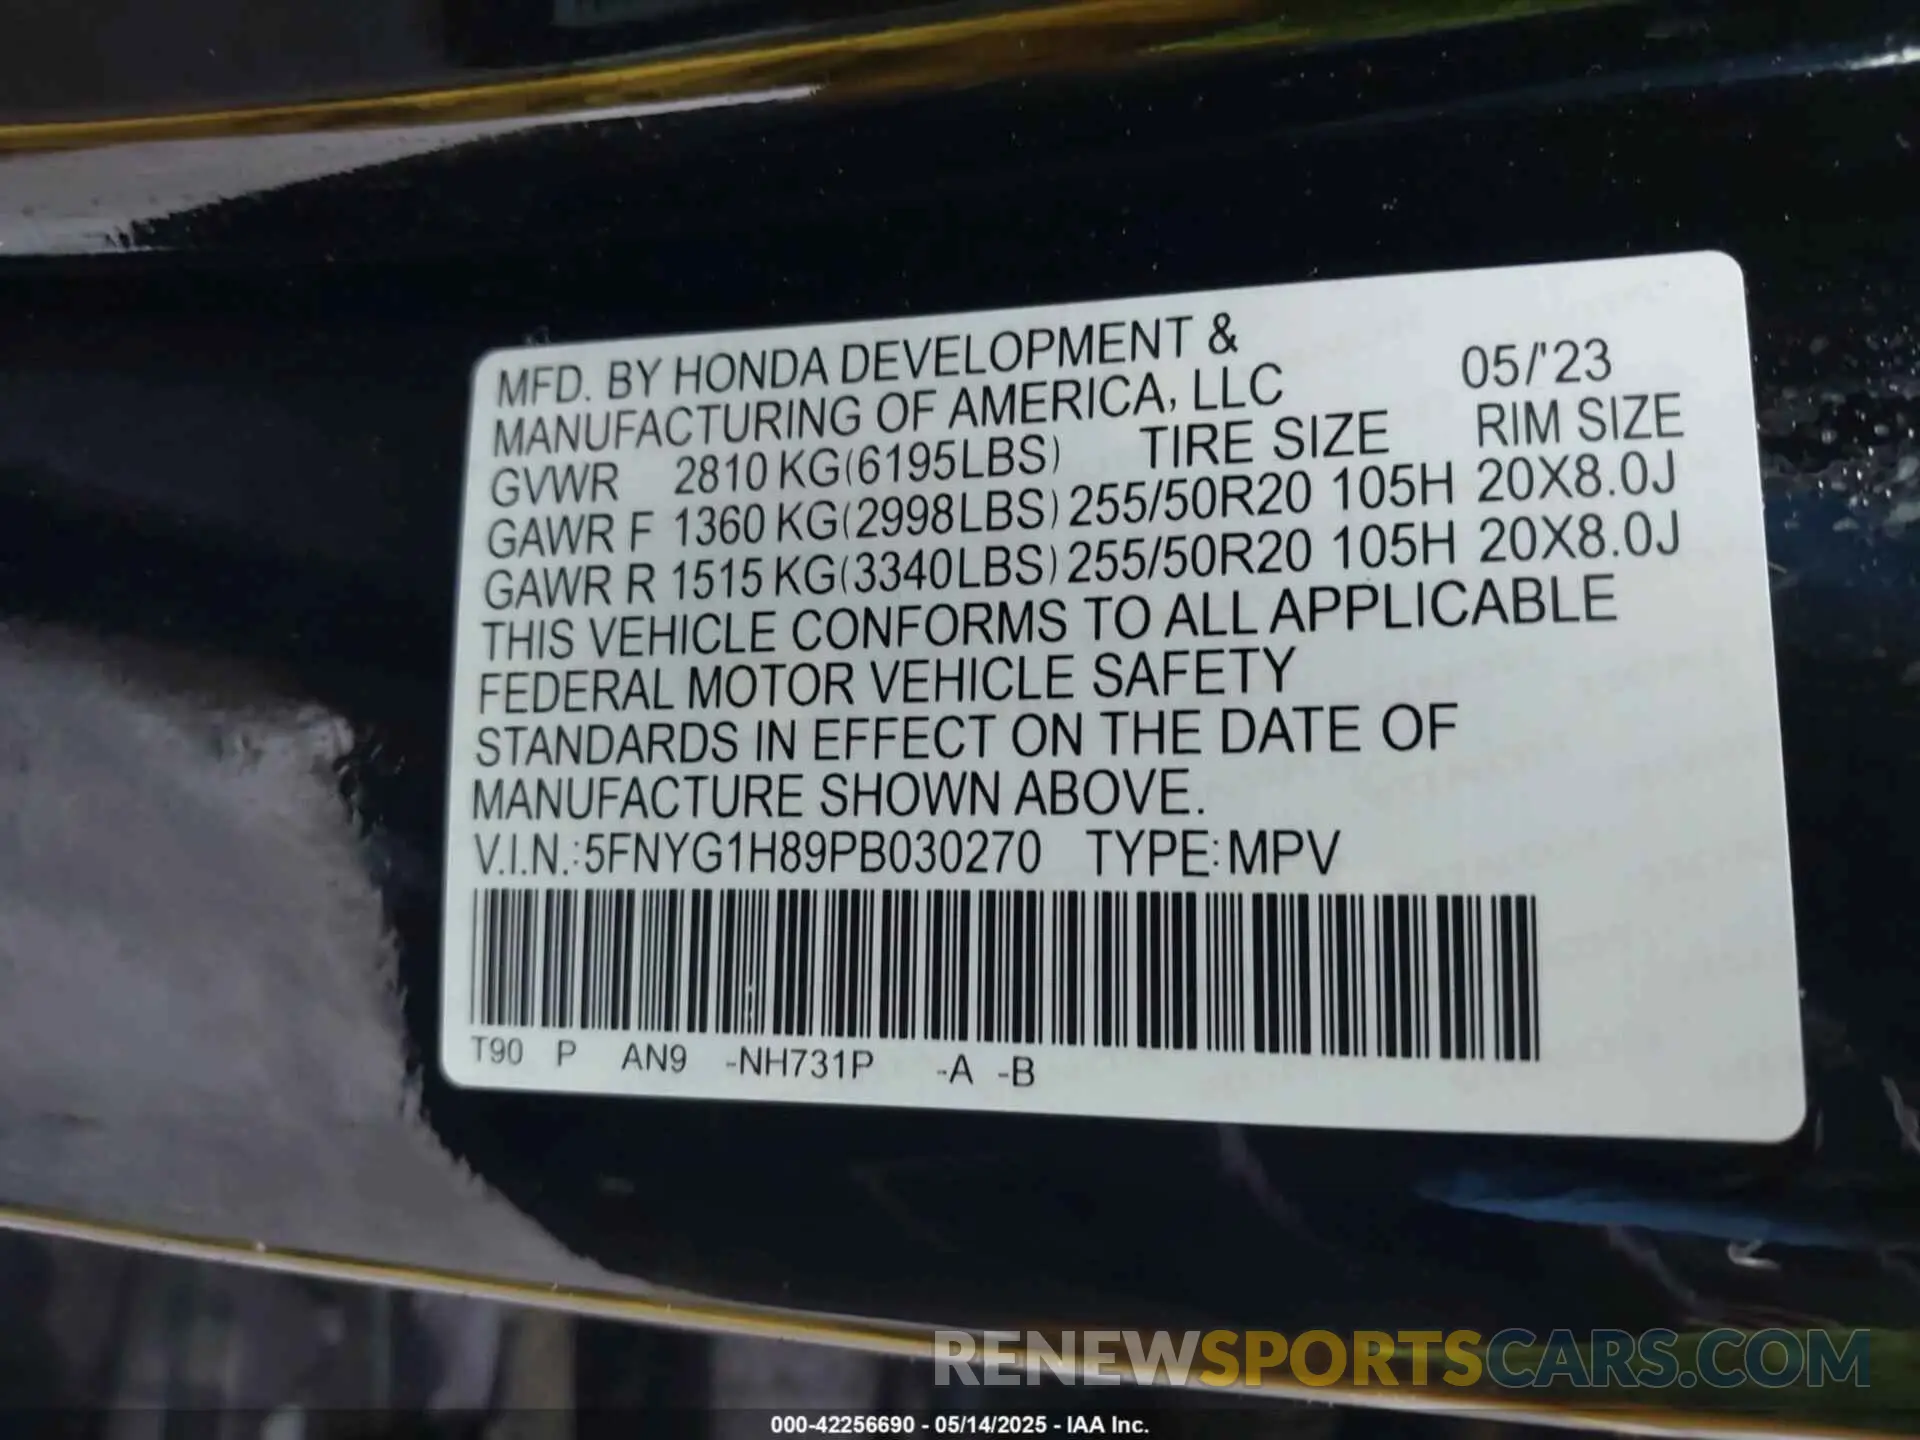 MFD. BY HONDA DEVELOPMENT &
MANUFACTURING OF AMERICA, LLC 05/'23
GVWR 2810 KG(6195LBS) TIRE SIZE RIM SIZE
GAWR F 1360 KG(2998LBS) 255/50R20 105H 20X8.0J
GAWR R 1515 KG(3340LBS) 255/50R20 105H 20X8.0J
THIS VEHICLE CONFORMS TO ALL APPLICABLE
FEDERAL MOTOR VEHICLE SAFETY
STANDARDS IN EFFECT ON THE DATE OF
MANUFACTURE SHOWN ABOVE.
V.I.N.:5FNYG1H89PB030270 TYPE:MPV
T90 P AN9 -NH731P -A -B
RENEWSPORTSCARS.COM
000-42256690 - 05/14/2025 - IAA Inc.